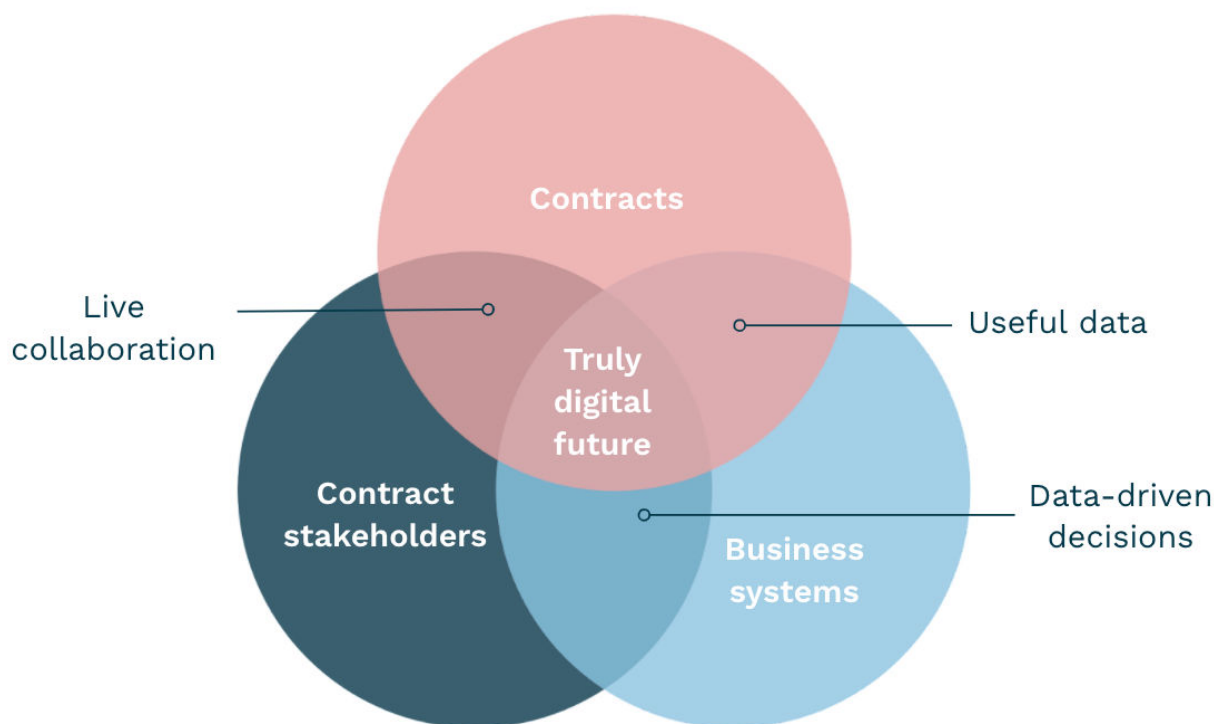 Contracts
Live
collaboration
Useful data
Truly
digital
future
Contract
stakeholders
Data-driven
decisions
Business
systems